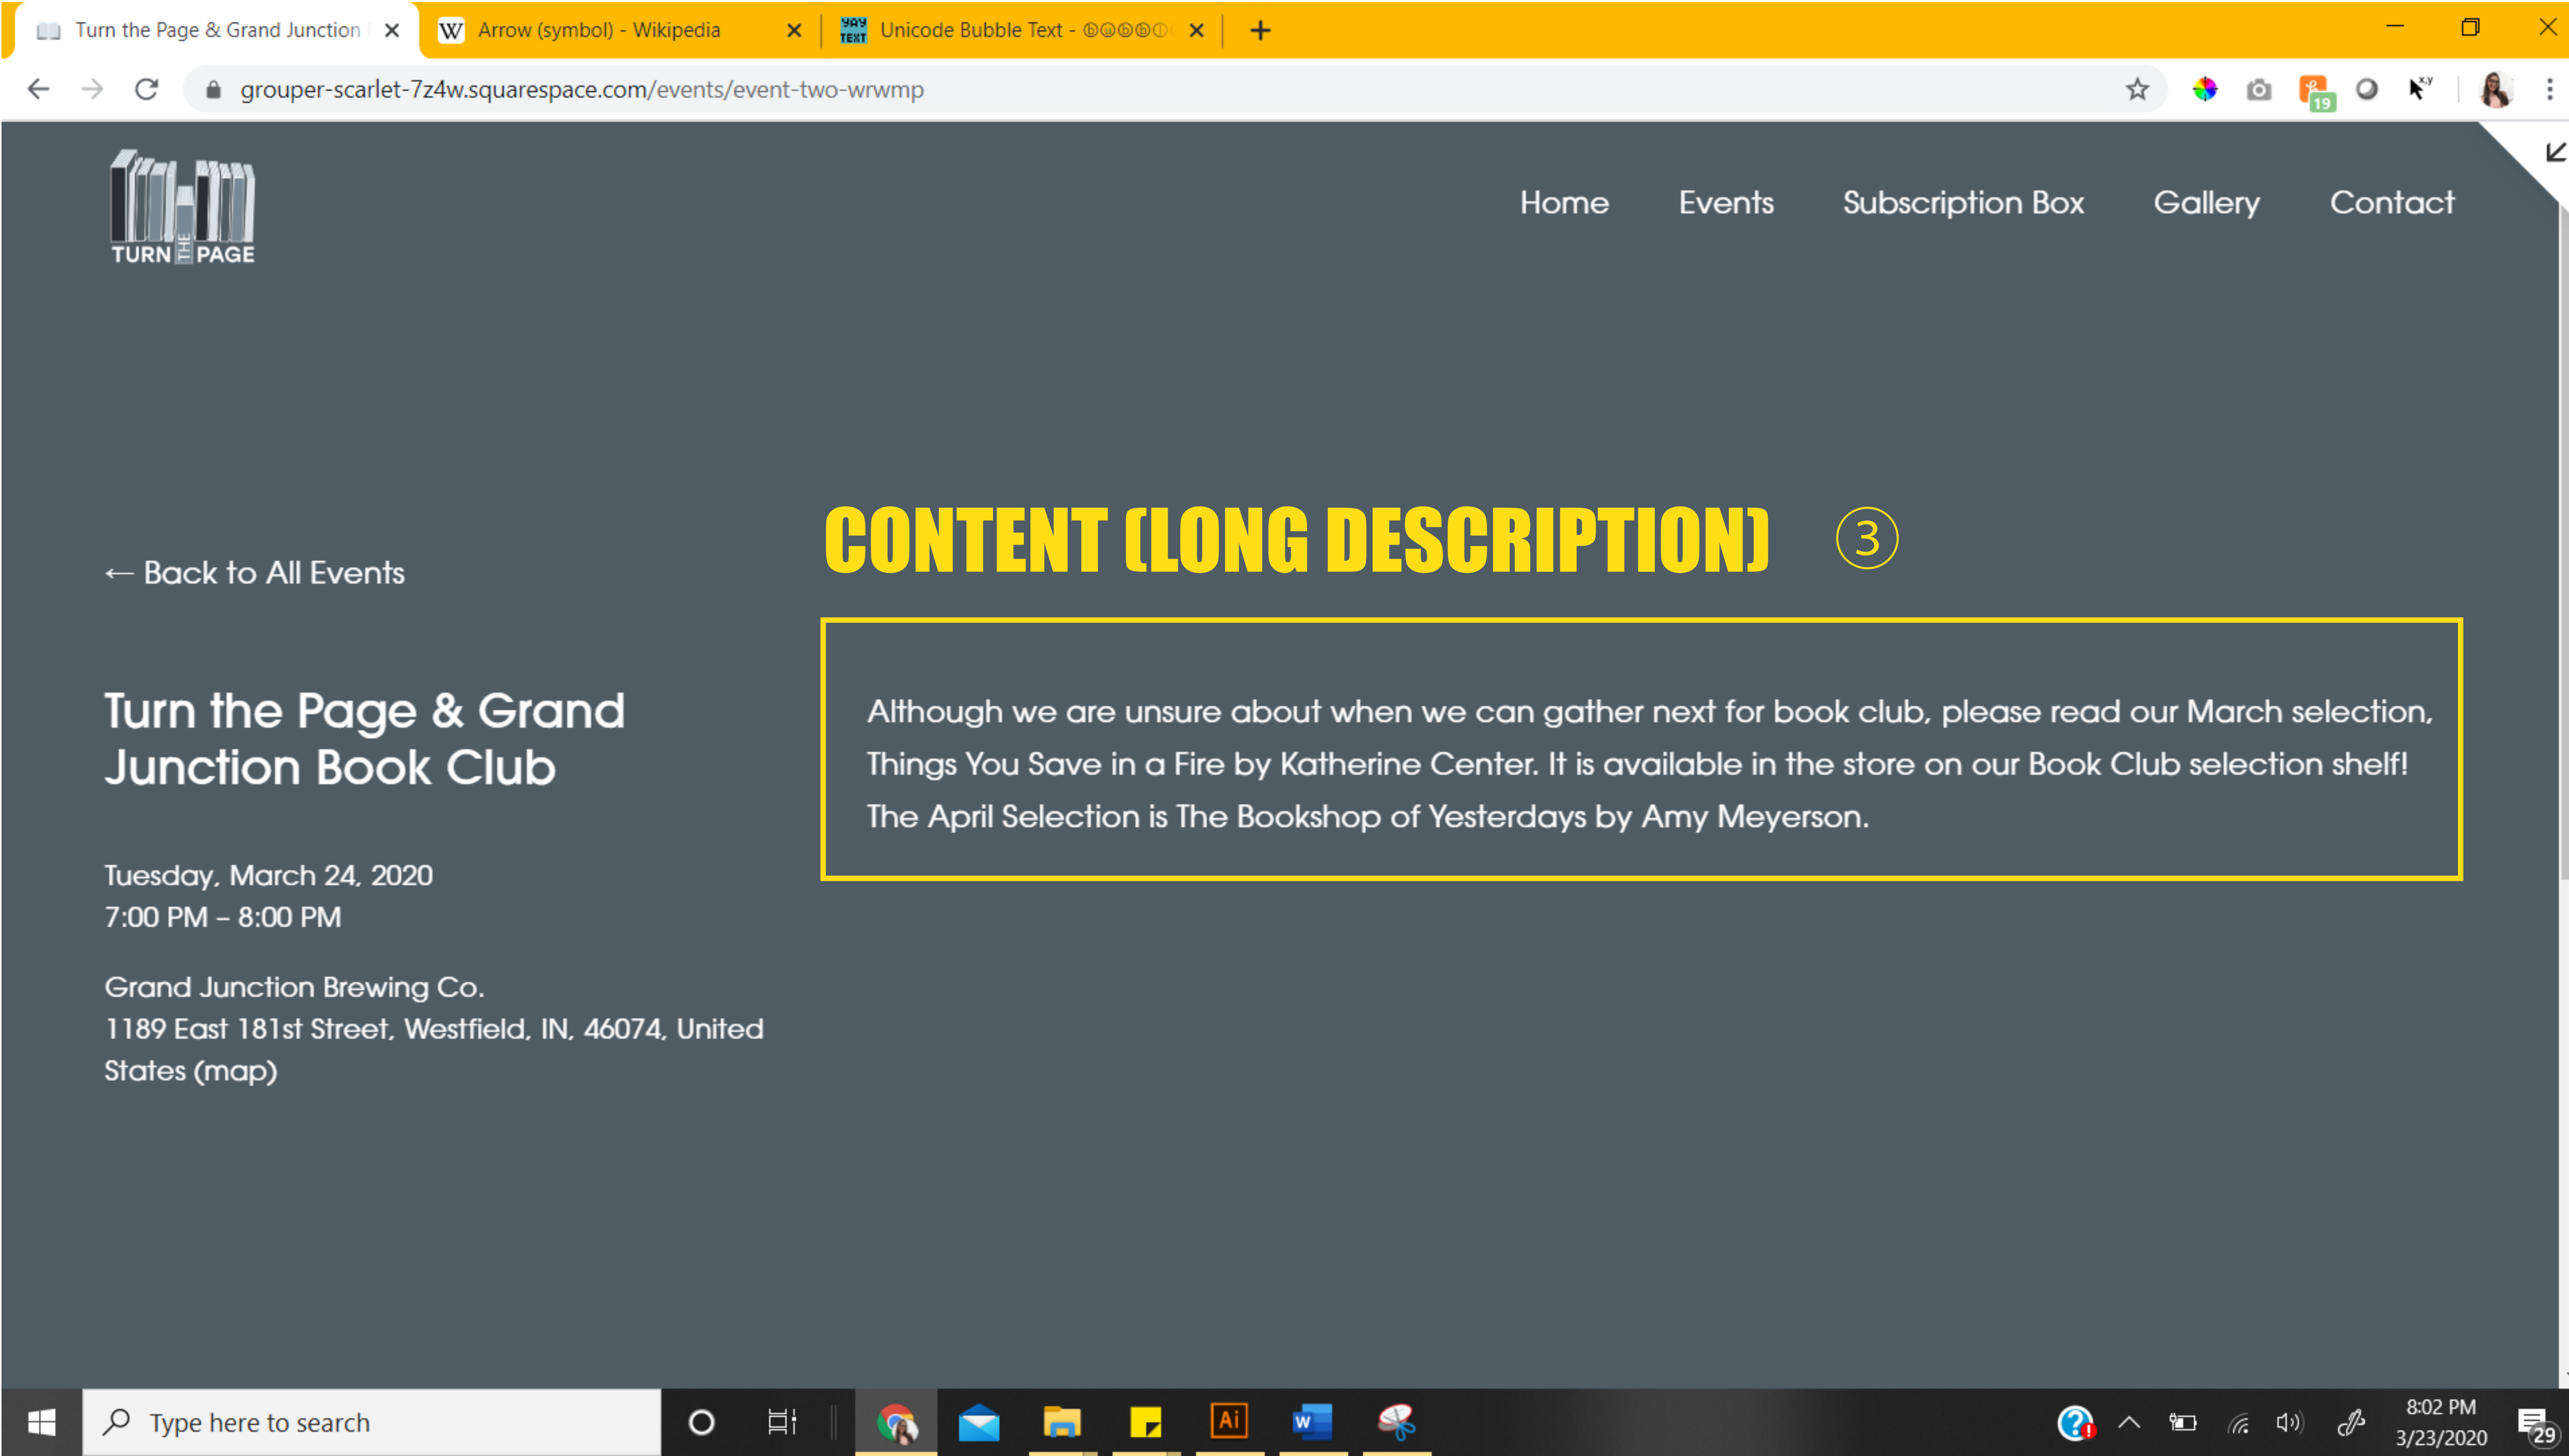 Turn the Page & Grand Junction
Arrow (symbol) - Wikipedia
YAY TEXT
Unicode Bubble Text - ⓑⓤⓑⓑⓛ
grouper-scarlet-7z4w.squarespace.com/events/event-two-wrwmp
19
x,y
TURN THE PAGE
Home Events Subscription Box Gallery Contact
CONTENT (LONG DESCRIPTION) ③
← Back to All Events
Turn the Page & Grand
Junction Book Club
Tuesday, March 24, 2020
7:00 PM – 8:00 PM
Grand Junction Brewing Co.
1189 East 181st Street, Westfield, IN, 46074, United
States (map)
Although we are unsure about when we can gather next for book club, please read our March selection,
Things You Save in a Fire by Katherine Center. It is available in the store on our Book Club selection shelf!
The April Selection is The Bookshop of Yesterdays by Amy Meyerson.
Type here to search
Ai
W
8:02 PM
3/23/2020
29